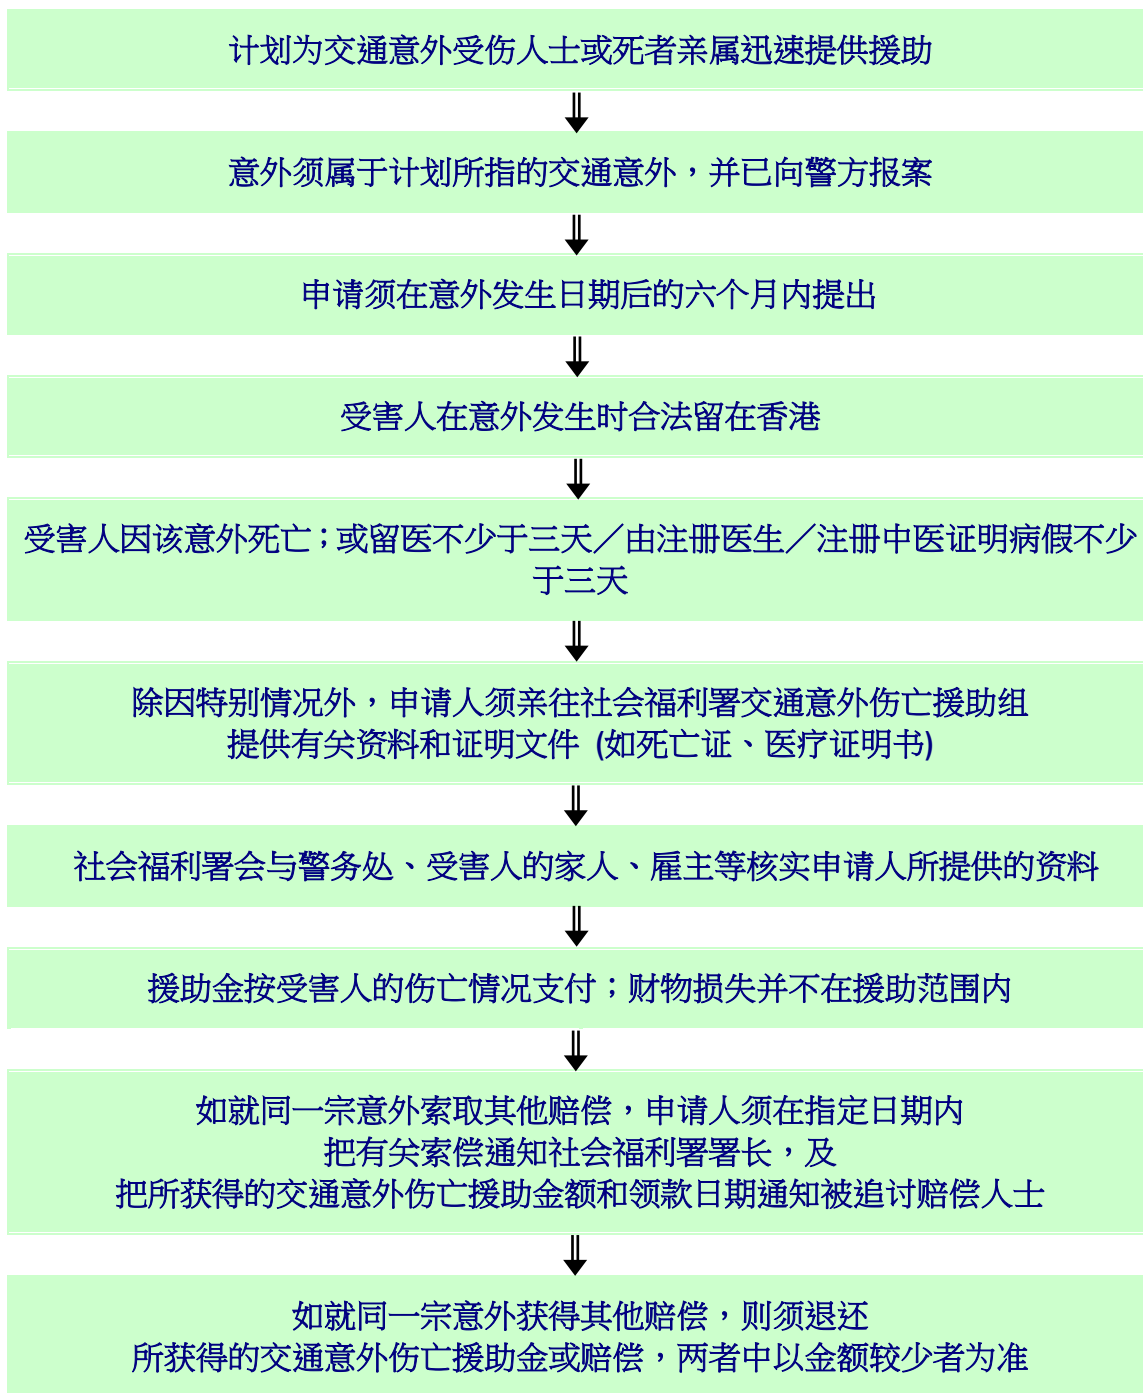 计划为交通意外受伤人士或死者亲属迅速提供援助
意外须属于计划所指的交通意外，并已向警方报案
申请须在意外发生日期后的六个月内提出
受害人在意外发生时合法留在香港
受害人因该意外死亡；或留医不少于三天／由注册医生／注册中医证明病假不少
于三天
除因特别情况外，申请人须亲往社会福利署交通意外伤亡援助组
提供有关资料和证明文件 (如死亡证、医疗证明书)
社会福利署会与警务处、受害人的家人、雇主等核实申请人所提供的资料
援助金按受害人的伤亡情况支付；财物损失并不在援助范围内
如就同一宗意外索取其他赔偿，申请人须在指定日期内
把有关索偿通知社会福利署署长，及
把所获得的交通意外伤亡援助金额和领款日期通知被追讨赔偿人士
如就同一宗意外获得其他赔偿，则须退还
所获得的交通意外伤亡援助金或赔偿，两者中以金额较少者为准